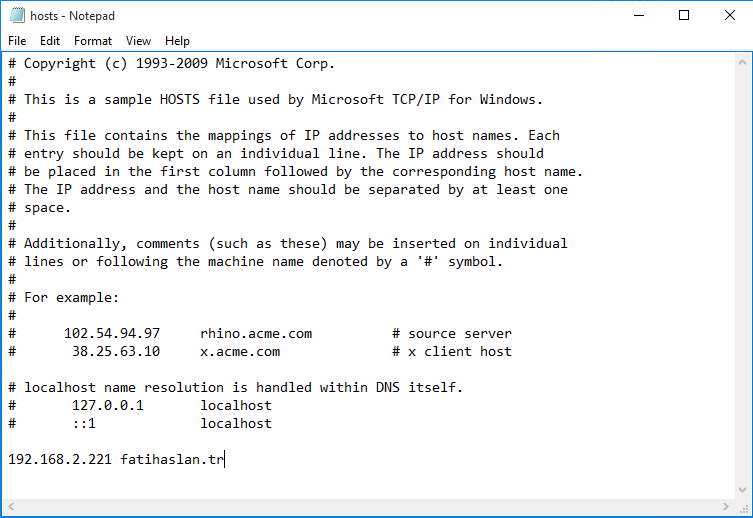 hosts - Notepad
File Edit Format View Help
# Copyright (c) 1993-2009 Microsoft Corp.
#
# This is a sample HOSTS file used by Microsoft TCP/IP for Windows.
#
# This file contains the mappings of IP addresses to host names. Each
# entry should be kept on an individual line. The IP address should
# be placed in the first column followed by the corresponding host name.
# The IP address and the host name should be separated by at least one
# space.
#
# Additionally, comments (such as these) may be inserted on individual
# lines or following the machine name denoted by a '#' symbol.
#
# For example:
#
#      102.54.94.97     rhino.acme.com          # source server
#       38.25.63.10     x.acme.com              # x client host

# localhost name resolution is handled within DNS itself.
#       127.0.0.1       localhost
#       ::1             localhost

192.168.2.221 fatihaslan.tr